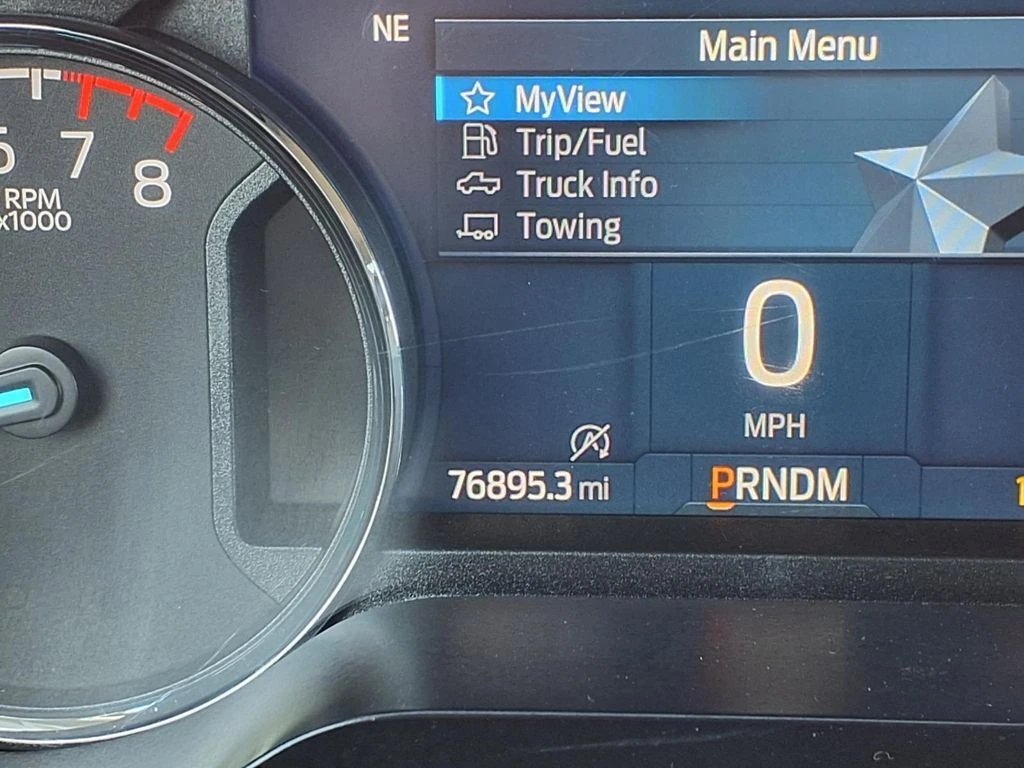 NE
Main Menu
MyView
Trip/Fuel
Truck Info
Towing
7
8
RPM
x1000
0
MPH
76895.3 mi
PRNDM